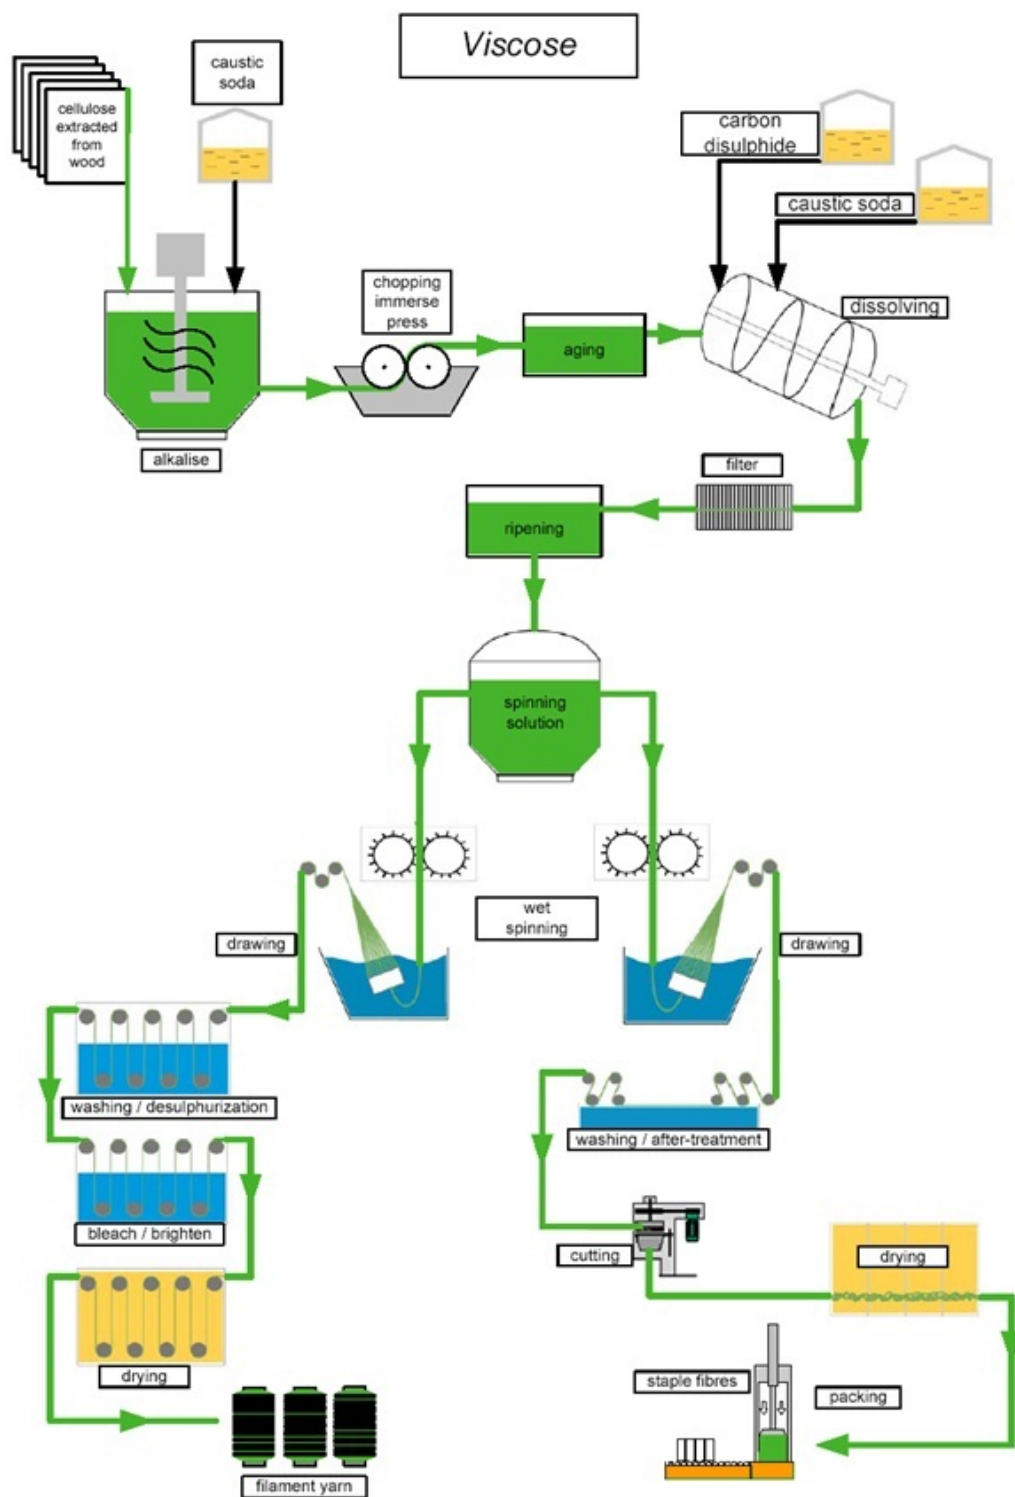 Viscose
cellulose
extracted
from
wood
caustic
soda
carbon
disulphide
caustic soda
chopping
immerse
press
aging
dissolving
alkalise
filter
ripening
spinning
solution
wet
spinning
drawing
drawing
washing / desulphurization
washing / after-treatment
bleach / brighten
cutting
drying
drying
staple fibres
packing
filament yarn